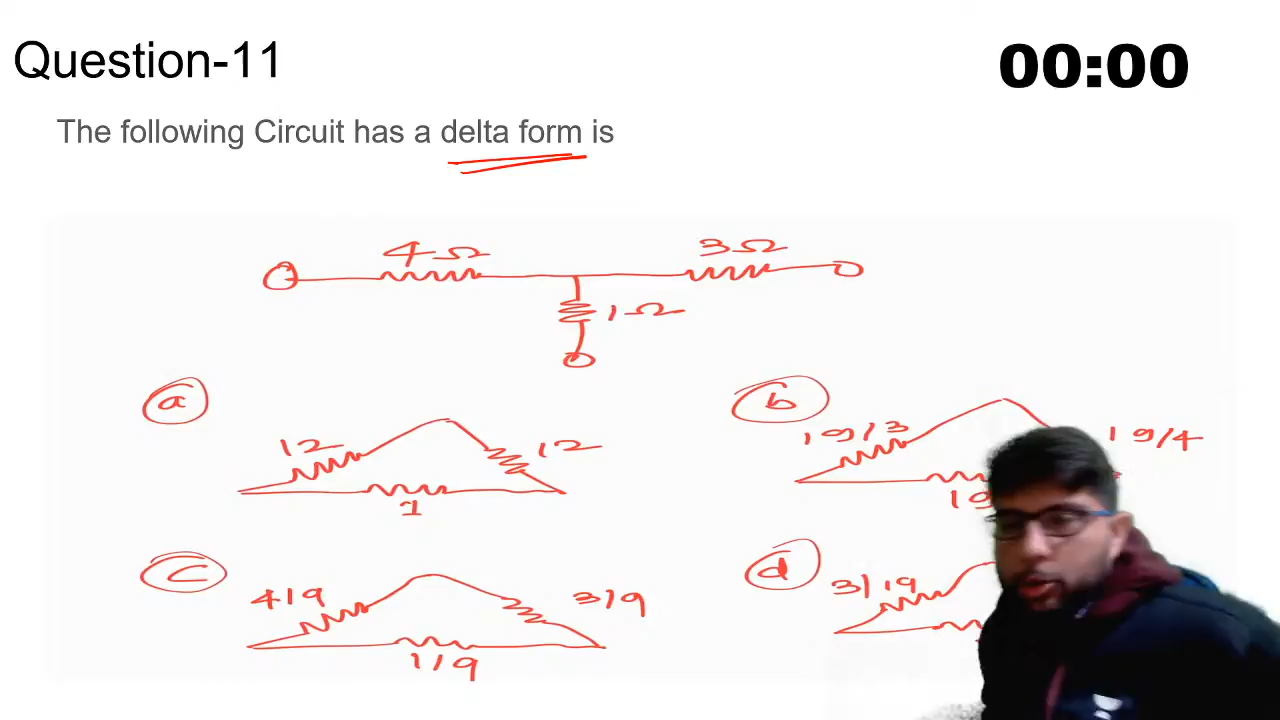 Question-11
00:00
The following Circuit has a delta form is
4Ω
3Ω
1Ω
a
12
12
1
b
19/3
19/4
c
4/9
3/9
1/9
d
3/19